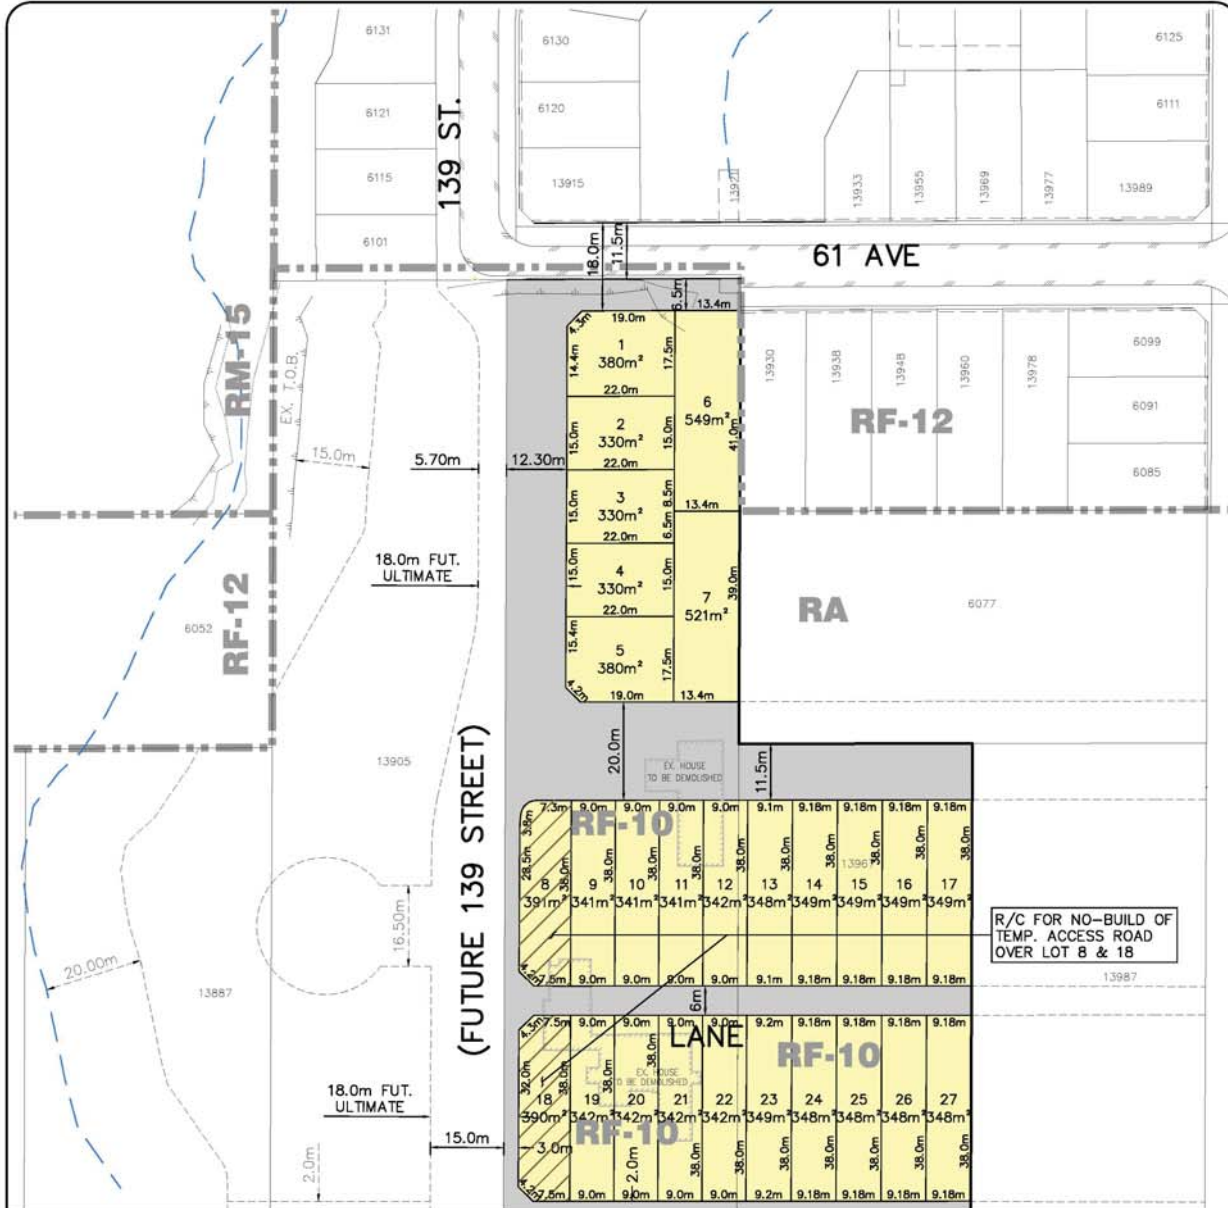 6131
6130
6125
6121
6120
6111
139 ST.
6115
13915
13921
13933
13955
13969
13977
13989
6101
18.0m
11.5m
61 AVE
RM-15
EX. T.O.B.
6.5m
13.4m
4.3m
19.0m
1
380m²
14.4m
17.5m
22.0m
6
549m²
41.0m
13930
13938
13948
13960
13978
6099
6091
6085
RF-12
2
330m²
15.0m
15.0m
22.0m
15.0m
5.70m
12.30m
3
330m²
15.0m
8.5m
6.5m
13.4m
22.0m
18.0m FUT.
ULTIMATE
4
330m²
15.0m
15.0m
22.0m
7
521m²
39.0m
RA
6077
6052
RF-12
5
380m²
15.4m
17.5m
4.2m
19.0m
13.4m
13905
20.0m
EX. HOUSE
TO BE DEMOLISHED
11.5m
(FUTURE 139 STREET)
7.3m 9.0m 9.0m 9.0m 9.0m 9.1m 9.18m 9.18m 9.18m 9.18m
RF-10
3.8m
28.5m
38.0m
38.0m
38.0m
38.0m
38.0m
38.0m
38.0m
38.0m
38.0m
38.0m
1396
8 9 10 11 12 13 14 15 16 17
391m² 341m² 341m² 341m² 342m² 348m² 349m² 349m² 349m² 349m²
R/C FOR NO-BUILD OF
TEMP. ACCESS ROAD
OVER LOT 8 & 18
16.50m
20.00m
13887
13987
4.2m
7.5m 9.0m 9.0m 9.0m 9.0m 9.1m 9.18m 9.18m 9.18m 9.18m
6m
LANE
4.3m
7.5m 9.0m 9.0m 9.0m 9.0m 9.2m 9.18m 9.18m 9.18m 9.18m
RF-10
32.0m
38.0m
38.0m
38.0m
38.0m
38.0m
38.0m
38.0m
38.0m
38.0m
38.0m
EX. HOUSE
TO BE DEMOLISHED
18.0m FUT.
ULTIMATE
18 19 20 21 22 23 24 25 26 27
390m² 342m² 342m² 342m² 342m² 349m² 348m² 348m² 348m² 348m²
RF-10
15.0m
3.0m
2.0m
2.0m
4.2m
7.5m 9.0m 9.0m 9.0m 9.0m 9.2m 9.18m 9.18m 9.18m 9.18m